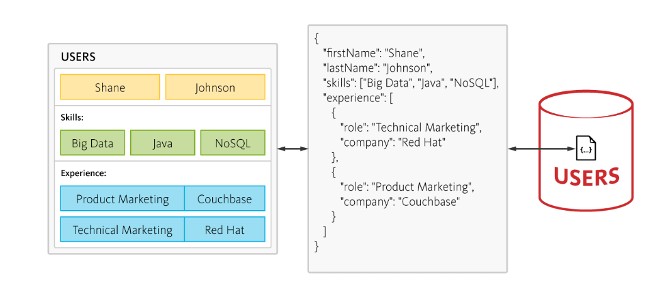 USERS
Shane Johnson
Skills:
Big Data Java NoSQL
Experience:
Product Marketing Couchbase
Technical Marketing Red Hat
{
"firstName": "Shane",
"lastName": "Johnson",
"skills": ["Big Data", "Java", "NoSQL"],
"experience": [
{
"role": "Technical Marketing",
"company": "Red Hat"
},
{
"role": "Product Marketing",
"company": "Couchbase"
}
]
}
{...}
USERS